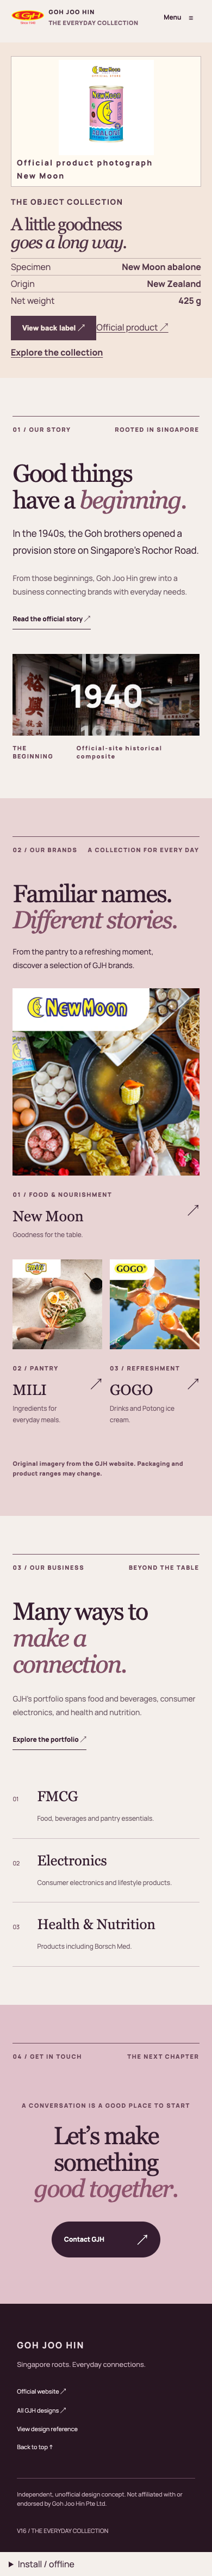 GJH
GOH JOO HIN
THE EVERYDAY COLLECTION
Menu ≡
New Moon
Official product photograph
New Moon
THE OBJECT COLLECTION
A little goodness
goes a long way.
Specimen New Moon abalone
Origin New Zealand
Net weight 425 g
View back label ↗ Official product ↗
Explore the collection
01 / OUR STORY ROOTED IN SINGAPORE
Good things
have a beginning.
In the 1940s, the Goh brothers opened a
provision store on Singapore's Rochor Road.
From those beginnings, Goh Joo Hin grew into a
business connecting brands with everyday needs.
Read the official story ↗
1940
裕興
THE
BEGINNING
Official-site historical
composite
02 / OUR BRANDS A COLLECTION FOR EVERY DAY
Familiar names.
Different stories.
From the pantry to a refreshing moment,
discover a selection of GJH brands.
New Moon
01 / FOOD & NOURISHMENT
New Moon ↗
Goodness for the table.
GOGO
02 / PANTRY
MILI ↗
Ingredients for
everyday meals.
03 / REFRESHMENT
GOGO ↗
Drinks and Potong ice
cream.
Original imagery from the GJH website. Packaging and
product ranges may change.
03 / OUR BUSINESS BEYOND THE TABLE
Many ways to
make a
connection.
GJH's portfolio spans food and beverages, consumer
electronics, and health and nutrition.
Explore the portfolio ↗
01 FMCG
Food, beverages and pantry essentials.
02 Electronics
Consumer electronics and lifestyle products.
03 Health & Nutrition
Products including Borsch Med.
04 / GET IN TOUCH THE NEXT CHAPTER
A CONVERSATION IS A GOOD PLACE TO START
Let's make
something
good together.
Contact GJH ↗
GOH JOO HIN
Singapore roots. Everyday connections.
Official website ↗
All GJH designs ↗
View design reference
Back to top ↑
Independent, unofficial design concept. Not affiliated with or
endorsed by Goh Joo Hin Pte Ltd.
V16 / THE EVERYDAY COLLECTION
▶ Install / offline